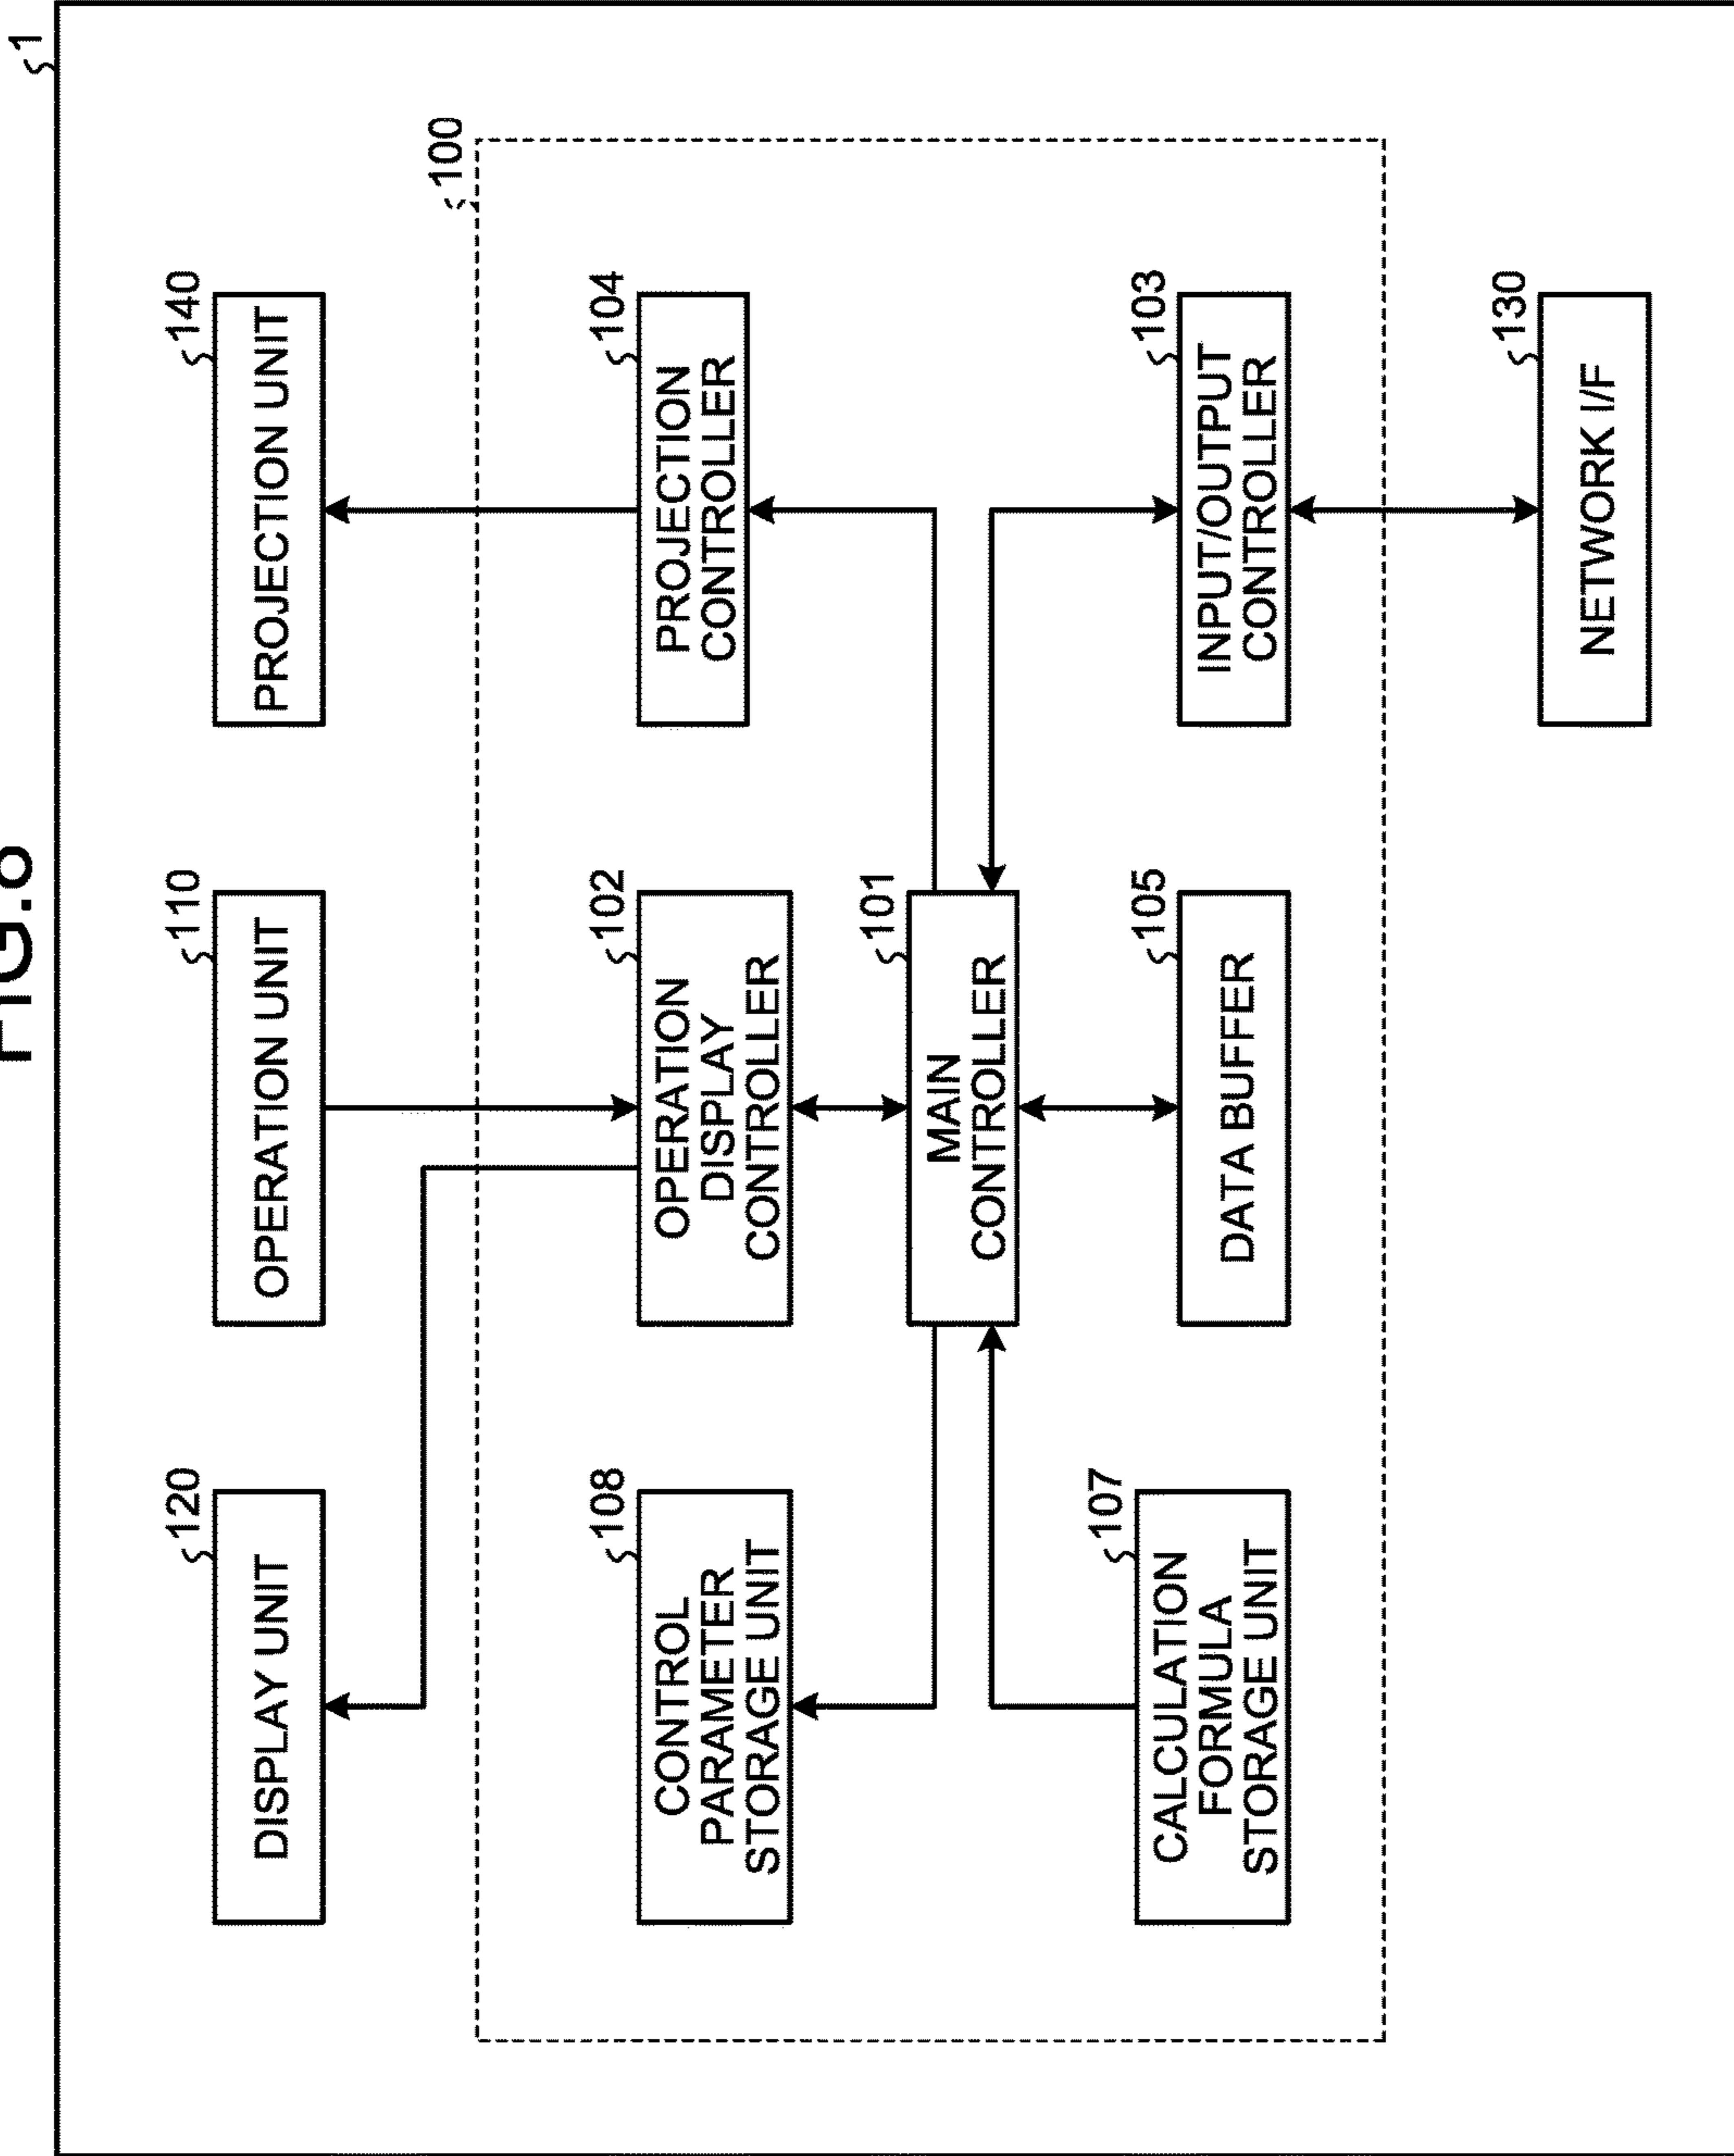 1
120
110
140
DISPLAY UNIT
OPERATION UNIT
PROJECTION UNIT
100
108
102
104
CONTROL
PARAMETER
STORAGE UNIT
OPERATION
DISPLAY
CONTROLLER
PROJECTION
CONTROLLER
101
MAIN
CONTROLLER
107
105
103
CALCULATION
FORMULA
STORAGE UNIT
DATA BUFFER
INPUT/OUTPUT
CONTROLLER
130
NETWORK I/F